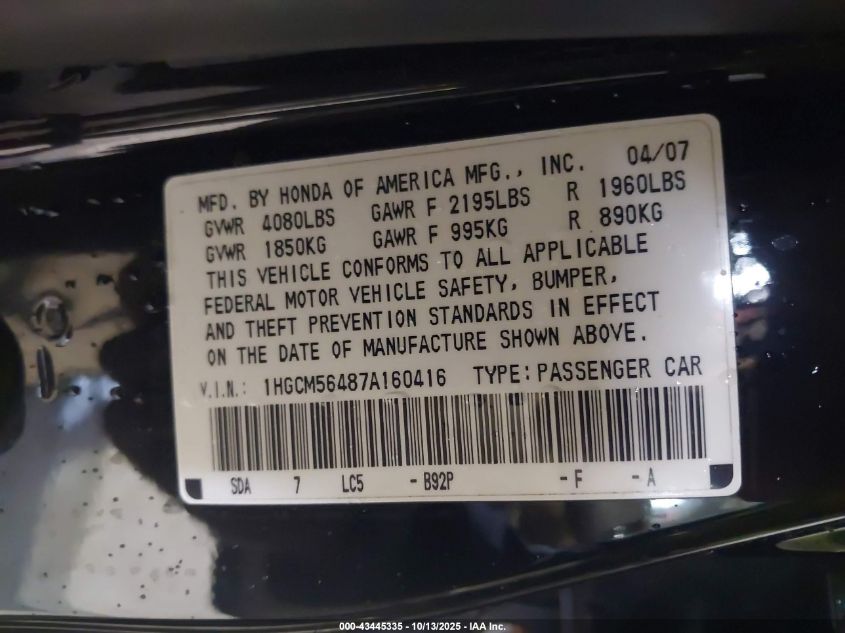 MFD. BY HONDA OF AMERICA MFG., INC. 04/07
GVWR 4080LBS GAWR F 2195LBS R 1960LBS
GVWR 1850KG GAWR F 995KG R 890KG
THIS VEHICLE CONFORMS TO ALL APPLICABLE
FEDERAL MOTOR VEHICLE SAFETY, BUMPER,
AND THEFT PREVENTION STANDARDS IN EFFECT
ON THE DATE OF MANUFACTURE SHOWN ABOVE.
V.I.N.: 1HGCM56487A160416 TYPE:PASSENGER CAR
SDA 7 LC5 -B92P -F -A
000-43445335 - 10/13/2025 - IAA Inc.